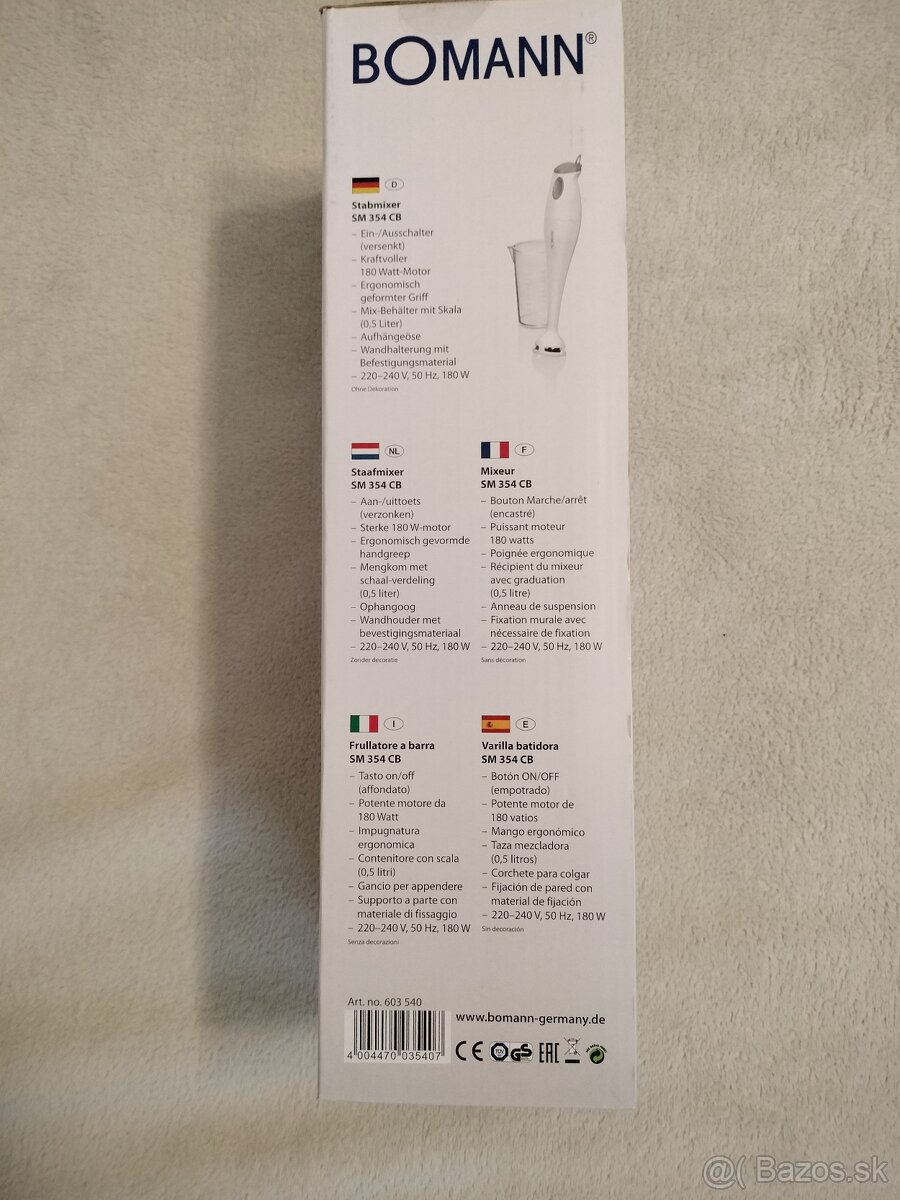 BOMANN®
D
Stabmixer
SM 354 CB
– Ein-/Ausschalter
(versenkt)
– Kraftvoller
180 Watt-Motor
– Ergonomisch
geformter Griff
– Mix-Behälter mit Skala
(0,5 Liter)
– Aufhängeöse
– Wandhalterung mit
Befestigungsmaterial
– 220–240 V, 50 Hz, 180 W
Ohne Dekoration
NL
Staafmixer
SM 354 CB
– Aan-/uittoets
(verzonken)
– Sterke 180 W-motor
– Ergonomisch gevormde
handgreep
– Mengkom met
schaal-verdeling
(0,5 liter)
– Ophangoog
– Wandhouder met
bevestigingsmateriaal
– 220–240 V, 50 Hz, 180 W
Zonder decoratie
F
Mixeur
SM 354 CB
– Bouton Marche/arrêt
(encastré)
– Puissant moteur
180 watts
– Poignée ergonomique
– Récipient du mixeur
avec graduation
(0,5 litre)
– Anneau de suspension
– Fixation murale avec
nécessaire de fixation
– 220–240 V, 50 Hz, 180 W
Sans décoration
I
Frullatore a barra
SM 354 CB
– Tasto on/off
(affondato)
– Potente motore da
180 Watt
– Impugnatura
ergonomica
– Contenitore con scala
(0,5 litri)
– Gancio per appendere
– Supporto a parte con
materiale di fissaggio
– 220–240 V, 50 Hz, 180 W
Senza decorazioni
E
Varilla batidora
SM 354 CB
– Botón ON/OFF
(empotrado)
– Potente motor de
180 vatios
– Mango ergonómico
– Taza mezcladora
(0,5 litros)
– Corchete para colgar
– Fijación de pared con
material de fijación
– 220–240 V, 50 Hz, 180 W
Sin decoración
Art. no. 603 540
4 004470 035407
www.bomann-germany.de
CE TÜV GS EAC
@( Bazos.sk